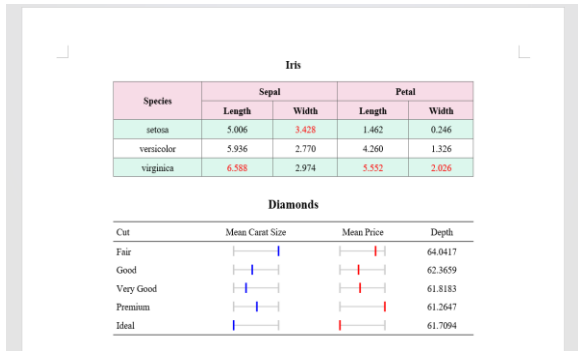 Iris
Species Sepal Petal
Length Width Length Width
setosa 5.006 3.428 1.462 0.246
versicolor 5.936 2.770 4.260 1.326
virginica 6.588 2.974 5.552 2.026
Diamonds
Cut Mean Carat Size Mean Price Depth
Fair 64.0417
Good 62.3659
Very Good 61.8183
Premium 61.2647
Ideal 61.7094